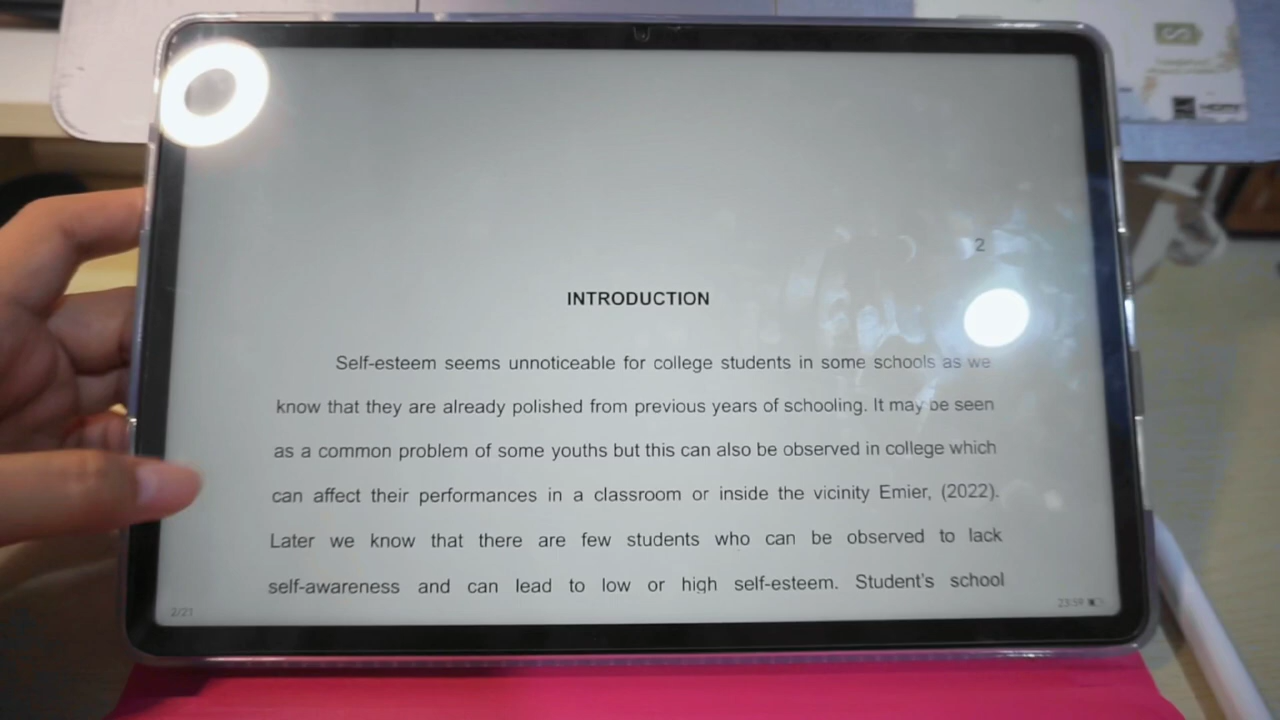 2
INTRODUCTION
Self-esteem seems unnoticeable for college students in some schools as we
know that they are already polished from previous years of schooling. It may be seen
as a common problem of some youths but this can also be observed in college which
can affect their performances in a classroom or inside the vicinity Emier, (2022).
Later we know that there are few students who can be observed to lack
self-awareness and can lead to low or high self-esteem. Student's school
2/21
23:59